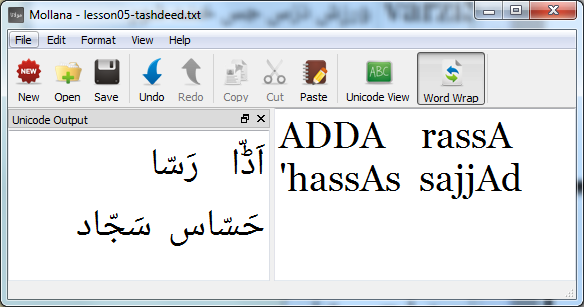 Mollana - lesson05-tashdeed.txt
File Edit Format View Help
NEW ABC
New Open Save Undo Redo Copy Cut Paste Unicode View Word Wrap
Unicode Output
اَڈّا رَسّا
حَسّاس سَجّاد
ADDA rassA
'hassAs sajjAd